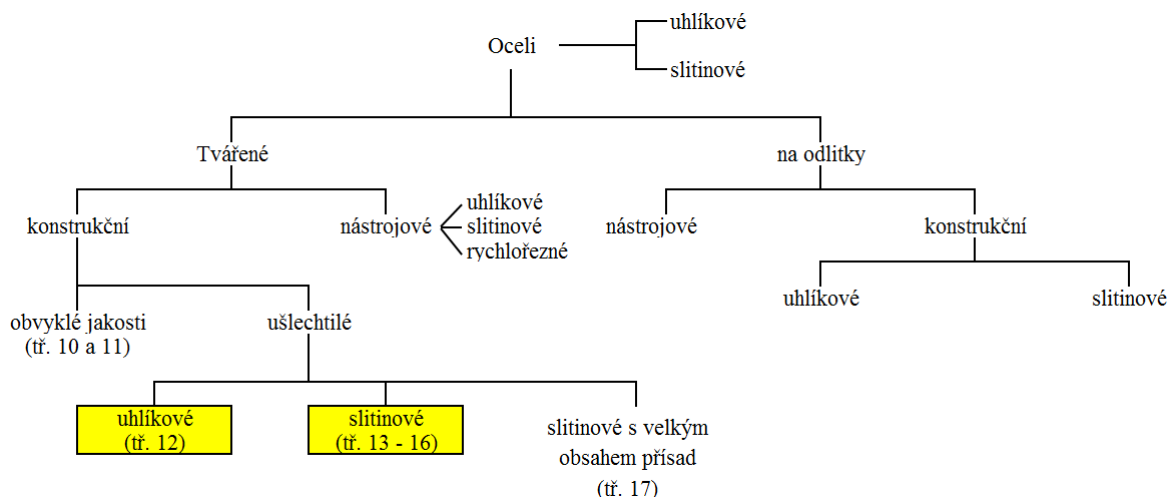 Oceli
uhlíkové
slitinové
Tvářené
na odlitky
konstrukční
nástrojové
uhlíkové
slitinové
rychlořezné
nástrojové
konstrukční
uhlíkové
slitinové
obvyklé jakosti
(tř. 10 a 11)
ušlechtilé
uhlíkové
(tř. 12)
slitinové
(tř. 13 - 16)
slitinové s velkým
obsahem přísad
(tř. 17)